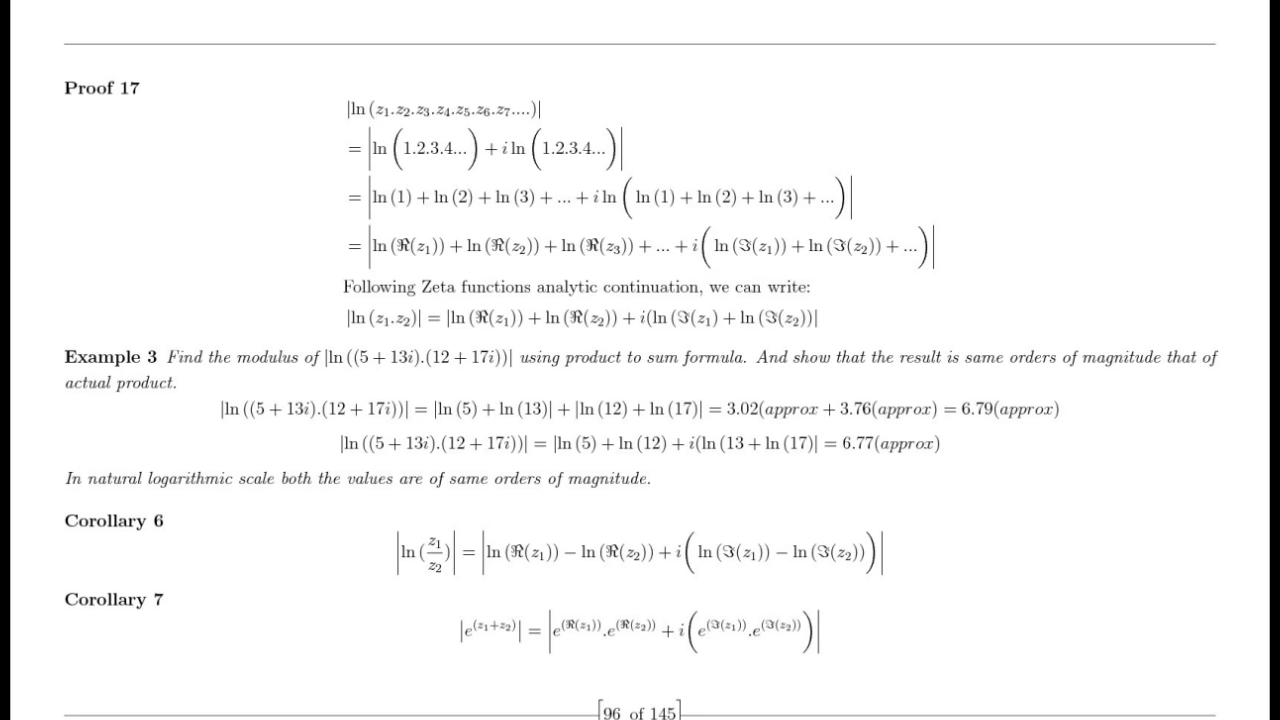 Proof 17
|ln (z₁.z₂.z₃.z₄.z₅.z₆.z₇....)|
= |ln (1.2.3.4...) + i ln (1.2.3.4...)|
= |ln (1) + ln (2) + ln (3) + ... + i ln ( ln (1) + ln (2) + ln (3) + ...)|
= |ln (ℜ(z₁)) + ln (ℜ(z₂)) + ln (ℜ(z₃)) + ... + i( ln (ℑ(z₁)) + ln (ℑ(z₂)) + ...)|
Following Zeta functions analytic continuation, we can write:
|ln (z₁.z₂)| = |ln (ℜ(z₁)) + ln (ℜ(z₂)) + i(ln (ℑ(z₁) + ln (ℑ(z₂))|
Example 3 Find the modulus of |ln ((5 + 13i).(12 + 17i))| using product to sum formula. And show that the result is same orders of magnitude that of
actual product.
|ln ((5 + 13i).(12 + 17i))| = |ln (5) + ln (13)| + |ln (12) + ln (17)| = 3.02(approx + 3.76(approx) = 6.79(approx)
|ln ((5 + 13i).(12 + 17i))| = |ln (5) + ln (12) + i(ln (13 + ln (17)| = 6.77(approx)
In natural logarithmic scale both the values are of same orders of magnitude.
Corollary 6
|ln (z₁/z₂)| = |ln (ℜ(z₁)) − ln (ℜ(z₂)) + i( ln (ℑ(z₁)) − ln (ℑ(z₂)))|
Corollary 7
|e^(z₁+z₂)| = |e^(ℜ(z₁)).e^(ℜ(z₂)) + i(e^(ℑ(z₁)).e^(ℑ(z₂)))|
[96 of 145]